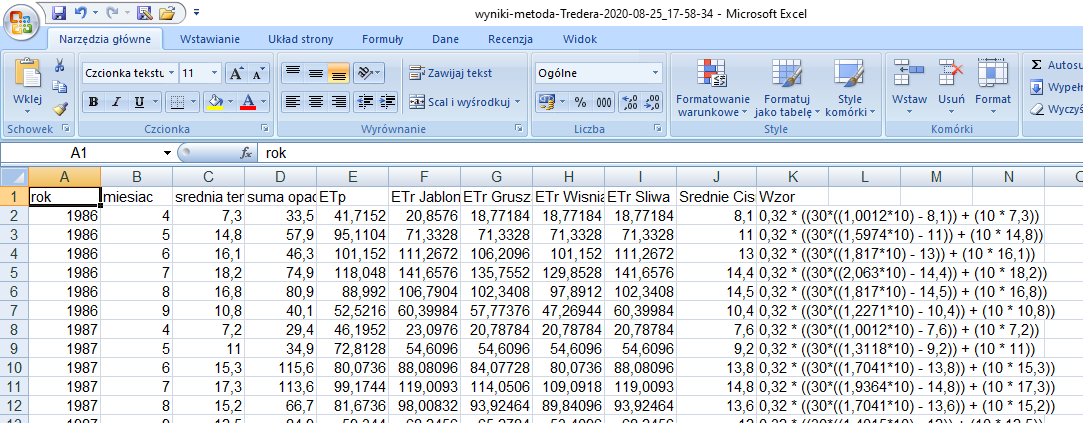 wyniki-metoda-Tredera-2020-08-25_17-58-34 - Microsoft Excel
Narzędzia główne Wstawianie Układ strony Formuły Dane Recenzja Widok
Wklej
Czcionka tekstu 11 A A
B I U A
Zawijaj tekst
Scal i wyśrodkuj
Ogólne
% 000
Formatowanie warunkowe
Formatuj jako tabelę
Style komórki
Wstaw Usuń Format
Σ Autosu
Wypełn
Wyczyś
Schowek Czcionka Wyrównanie Liczba Style Komórki
A1 fx rok
A B C D E F G H I J K L M N
1 rok miesiac srednia ter suma opac ETp ETr Jablon ETr Grusz ETr Wisnia ETr Sliwa Srednie Cis Wzor
2 1986 4 7,3 33,5 41,7152 20,8576 18,77184 18,77184 18,77184 8,1 0,32 * ((30*((1,0012*10) - 8,1)) + (10 * 7,3))
3 1986 5 14,8 57,9 95,1104 71,3328 71,3328 71,3328 71,3328 11 0,32 * ((30*((1,5974*10) - 11)) + (10 * 14,8))
4 1986 6 16,1 46,3 101,152 111,2672 106,2096 101,152 111,2672 13 0,32 * ((30*((1,817*10) - 13)) + (10 * 16,1))
5 1986 7 18,2 74,9 118,048 141,6576 135,7552 129,8528 141,6576 14,4 0,32 * ((30*((2,063*10) - 14,4)) + (10 * 18,2))
6 1986 8 16,8 80,9 88,992 106,7904 102,3408 97,8912 102,3408 14,5 0,32 * ((30*((1,817*10) - 14,5)) + (10 * 16,8))
7 1986 9 10,8 40,1 52,5216 60,39984 57,77376 47,26944 60,39984 10,4 0,32 * ((30*((1,2271*10) - 10,4)) + (10 * 10,8))
8 1987 4 7,2 29,4 46,1952 23,0976 20,78784 20,78784 20,78784 7,6 0,32 * ((30*((1,0012*10) - 7,6)) + (10 * 7,2))
9 1987 5 11 34,9 72,8128 54,6096 54,6096 54,6096 54,6096 9,2 0,32 * ((30*((1,3118*10) - 9,2)) + (10 * 11))
10 1987 6 15,3 115,6 80,0736 88,08096 84,07728 80,0736 88,08096 13,8 0,32 * ((30*((1,7041*10) - 13,8)) + (10 * 15,3))
11 1987 7 17,3 113,6 99,1744 119,0093 114,0506 109,0918 119,0093 14,8 0,32 * ((30*((1,9364*10) - 14,8)) + (10 * 17,3))
12 1987 8 15,2 66,7 81,6736 98,00832 93,92464 89,84096 93,92464 13,6 0,32 * ((30*((1,7041*10) - 13,6)) + (10 * 15,2))